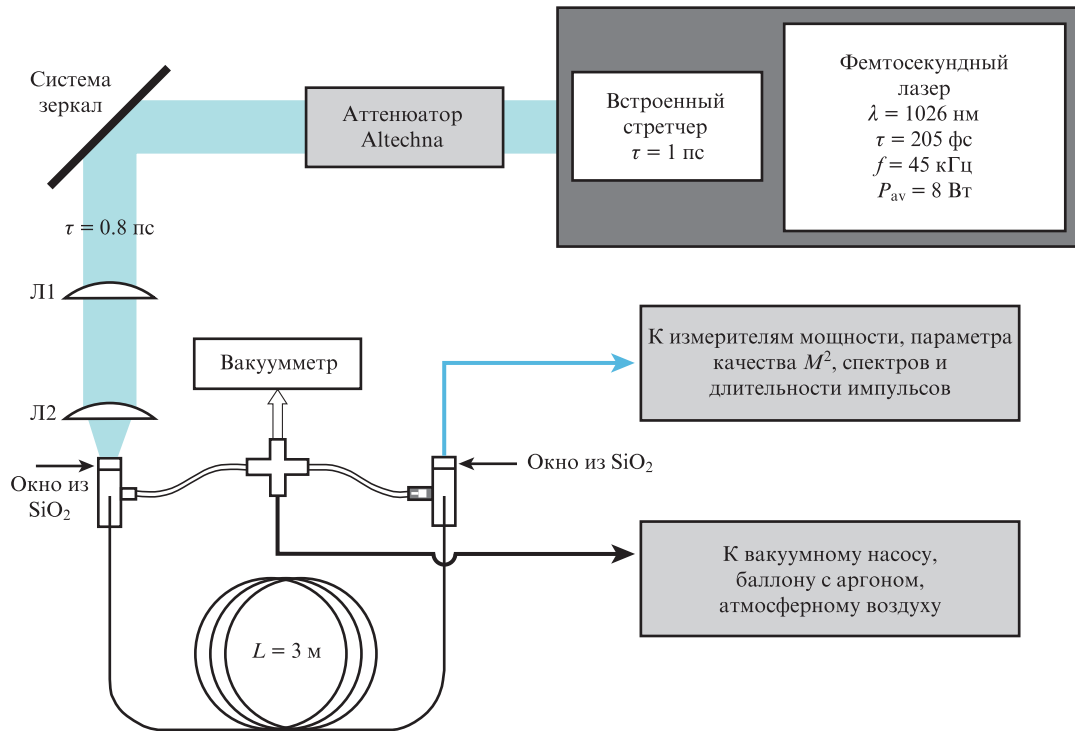 Система
зеркал
Аттенюатор
Altechna
Встроенный
стретчер
τ = 1 пс
Фемтосекундный
лазер
λ = 1026 нм
τ = 205 фс
f = 45 кГц
Pav = 8 Вт
τ = 0.8 пс
Л1
Л2
Вакуумметр
К измерителям мощности, параметра
качества M², спектров и
длительности импульсов
Окно из
SiO₂
Окно из SiO₂
К вакуумному насосу,
баллону с аргоном,
атмосферному воздуху
L = 3 м